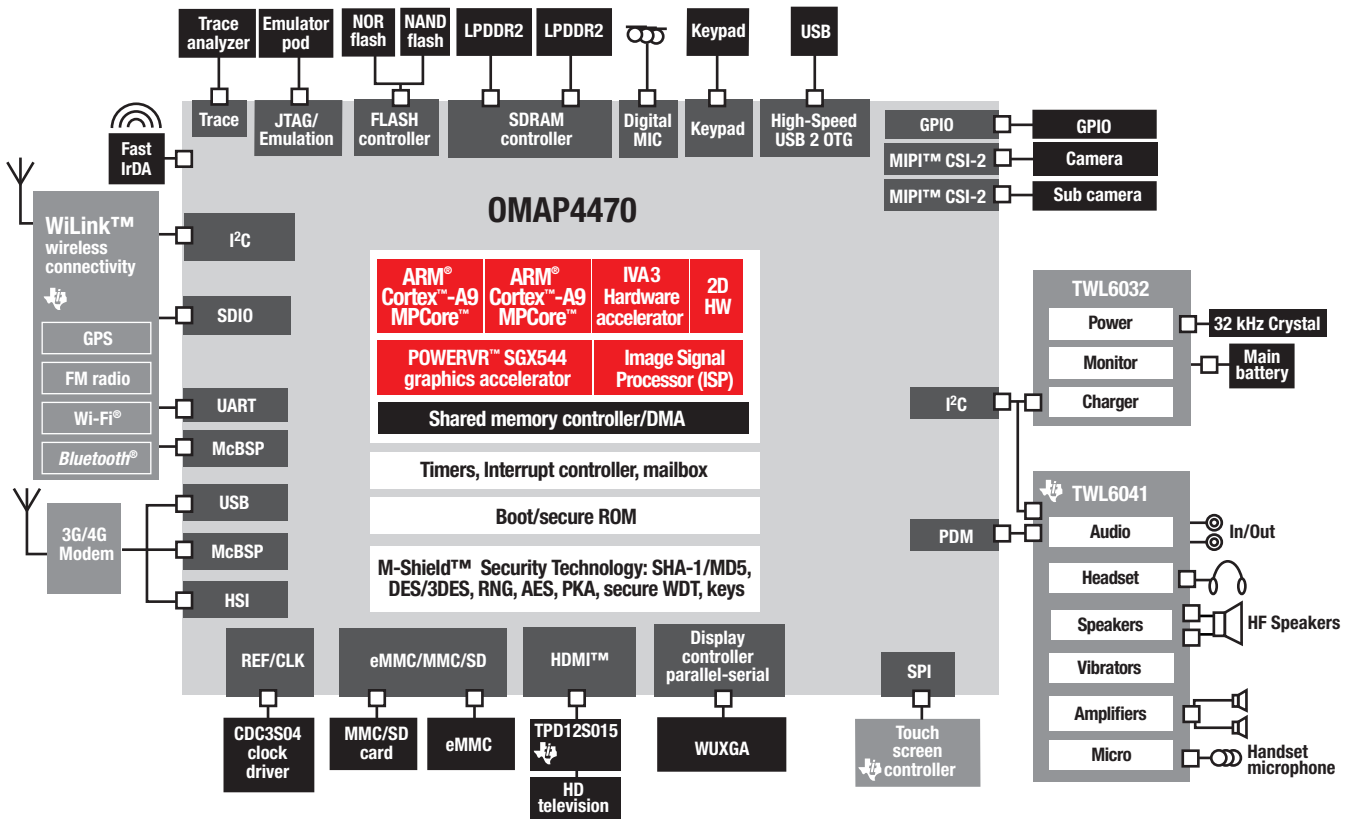 Trace
analyzer
Emulator
pod
NOR
flash
NAND
flash
LPDDR2
LPDDR2
Keypad
USB
Trace
JTAG/
Emulation
FLASH
controller
SDRAM
controller
Digital
MIC
Keypad
High-Speed
USB 2 OTG
GPIO
GPIO
MIPI™ CSI-2
Camera
MIPI™ CSI-2
Sub camera
Fast
IrDA
OMAP4470
WiLink™
wireless
connectivity
GPS
FM radio
Wi-Fi®
Bluetooth®
3G/4G
Modem
I²C
SDIO
UART
McBSP
USB
McBSP
HSI
ARM®
Cortex™-A9
MPCore™
ARM®
Cortex™-A9
MPCore™
IVA3
Hardware
accelerator
2D
HW
POWERVR™ SGX544
graphics accelerator
Image Signal
Processor (ISP)
Shared memory controller/DMA
Timers, Interrupt controller, mailbox
Boot/secure ROM
M-Shield™ Security Technology: SHA-1/MD5,
DES/3DES, RNG, AES, PKA, secure WDT, keys
I²C
PDM
TWL6032
Power
Monitor
Charger
32 kHz Crystal
Main
battery
TWL6041
Audio
Headset
Speakers
Vibrators
Amplifiers
Micro
In/Out
HF Speakers
Handset
microphone
REF/CLK
eMMC/MMC/SD
HDMI™
Display
controller
parallel-serial
SPI
CDC3S04
clock
driver
MMC/SD
card
eMMC
TPD12S015
HD
television
WUXGA
Touch
screen
controller